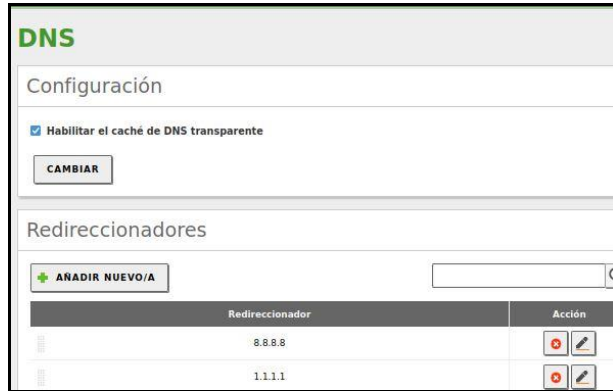 DNS
Configuración
Habilitar el caché de DNS transparente
CAMBIAR
Redireccionadores
AÑADIR NUEVO/A
Redireccionador Acción
8.8.8.8
1.1.1.1